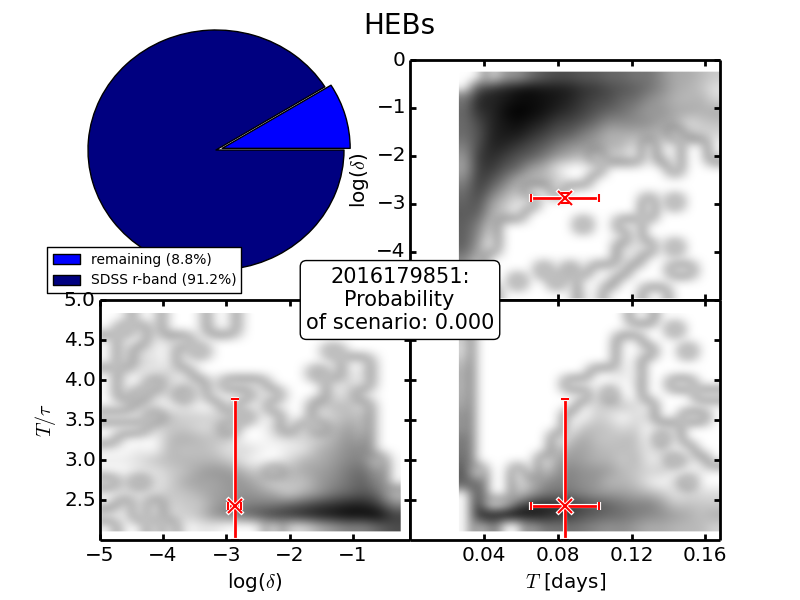 HEBs
remaining (8.8%)
SDSS r-band (91.2%)
log(δ)
0
−1
−2
−3
−4
2016179851:
Probability
of scenario: 0.000
5.0
4.5
4.0
3.5
3.0
2.5
T/τ
−5 −4 −3 −2 −1
log(δ)
0.04 0.08 0.12 0.16
T [days]